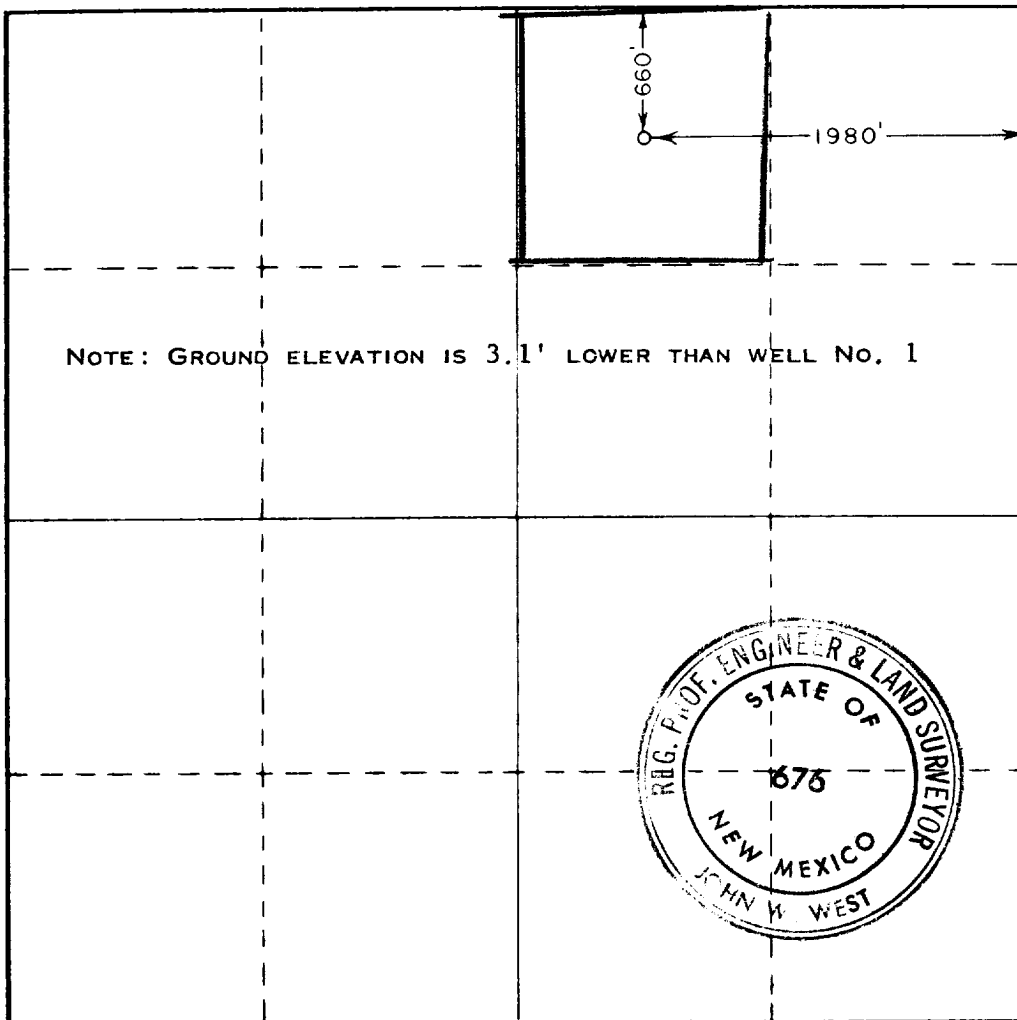 660'
1980'
NOTE: GROUND ELEVATION IS 3.1' LOWER THAN WELL NO. 1
REG. PROF. ENGINEER & LAND SURVEYOR
STATE OF
676
NEW MEXICO
JOHN W. WEST